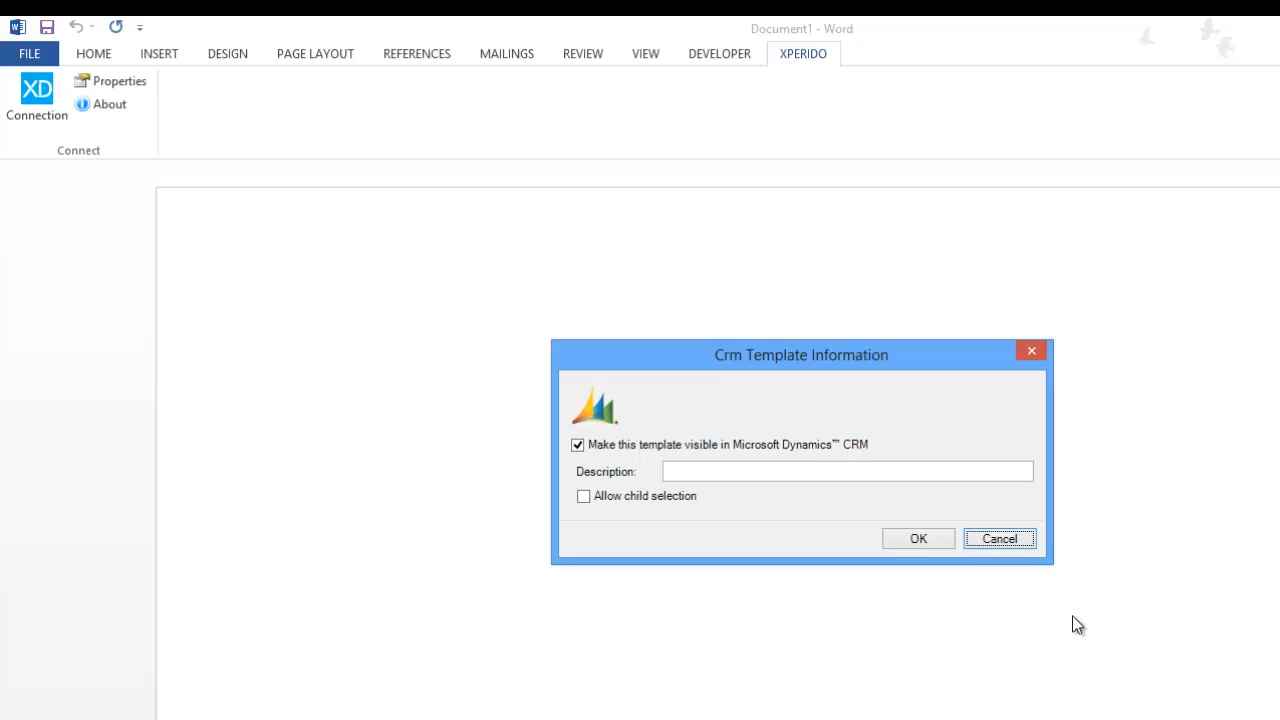 Document1 - Word
FILE HOME INSERT DESIGN PAGE LAYOUT REFERENCES MAILINGS REVIEW VIEW DEVELOPER XPERIDO
XD
Connection
Properties
About
Connect
Crm Template Information
Make this template visible in Microsoft Dynamics™ CRM
Description:
Allow child selection
OK Cancel